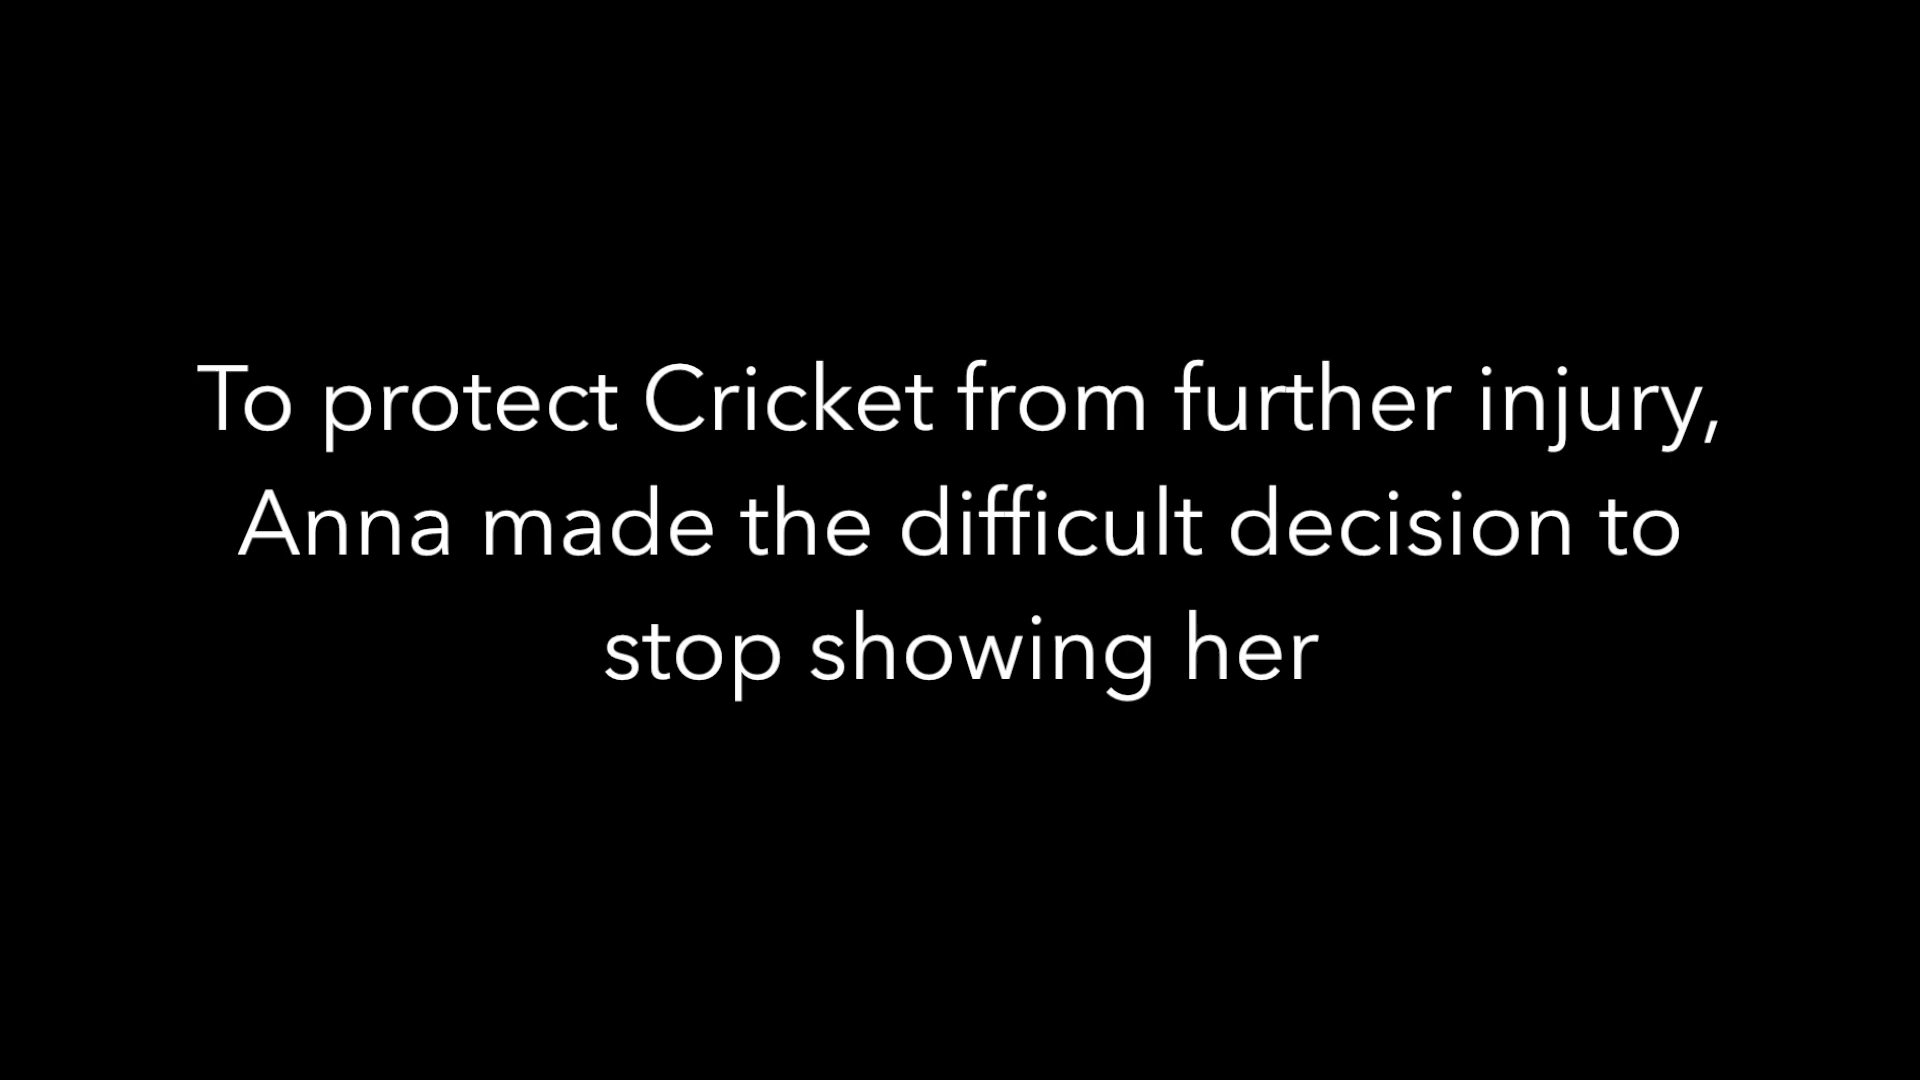 To protect Cricket from further injury,
Anna made the difficult decision to
stop showing her